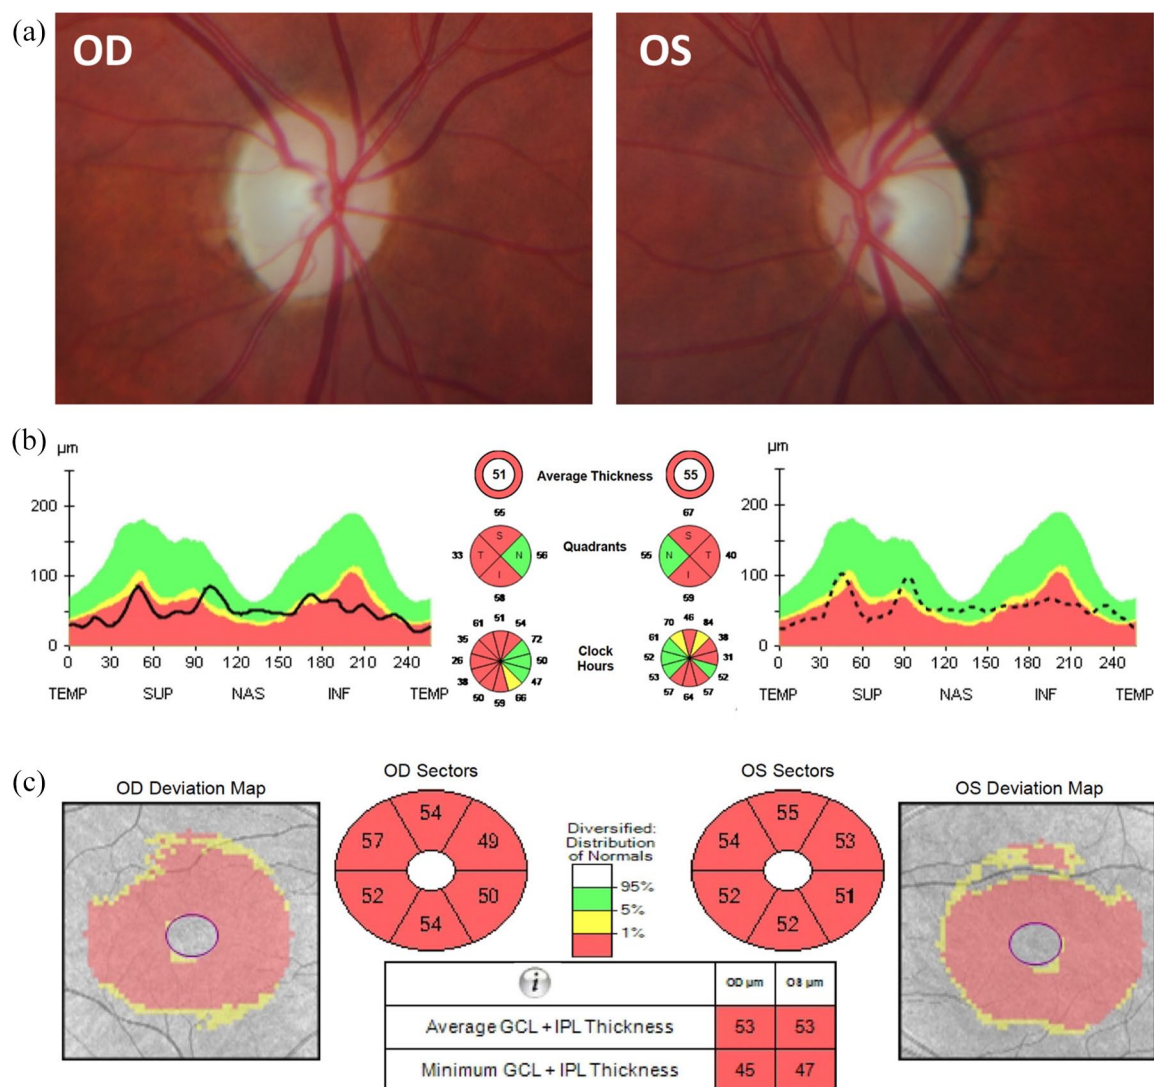 (a)
OD
OS
(b)
µm
200
100
0
0 30 60 90 120 150 180 210 240
TEMP SUP NAS INF TEMP
51 Average Thickness 55
55
S
33 T N 56
I
58
Quadrants
67
S
55 N T 40
I
59
51
61 54
35 72
26 50
38 47
50 66
59
Clock
Hours
46
70 84
61 38
52 31
53 52
57 57
64
µm
200
100
0
0 30 60 90 120 150 180 210 240
TEMP SUP NAS INF TEMP
(c)
OD Deviation Map
OD Sectors
54
57 49
52 50
54
Diversified:
Distribution
of Normals
95%
5%
1%
OS Sectors
55
54 53
52 51
52
OS Deviation Map
i OD µm OS µm
Average GCL + IPL Thickness 53 53
Minimum GCL + IPL Thickness 45 47